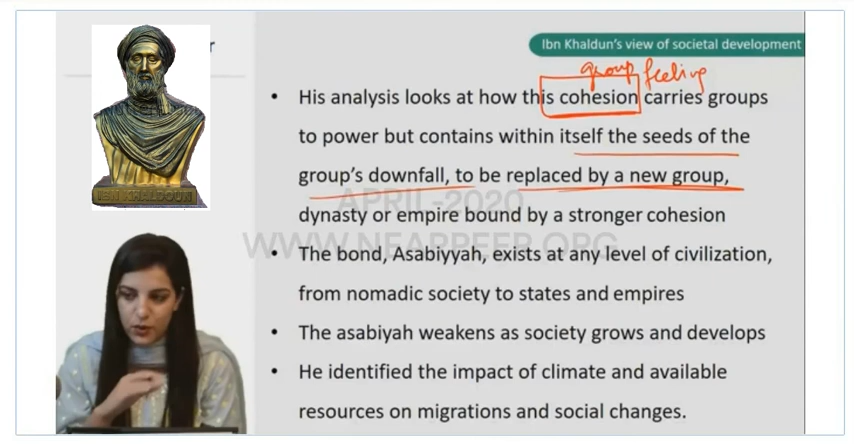 r
Ibn Khaldun's view of societal development
group feeling
• His analysis looks at how this cohesion carries groups
to power but contains within itself the seeds of the
group's downfall, to be replaced by a new group,
dynasty or empire bound by a stronger cohesion
• The bond, Asabiyyah, exists at any level of civilization,
from nomadic society to states and empires
• The asabiyah weakens as society grows and develops
• He identified the impact of climate and available
resources on migrations and social changes.
IBN KHALDOUN
APRIL -2020
WWW.NEARPEER.ORG